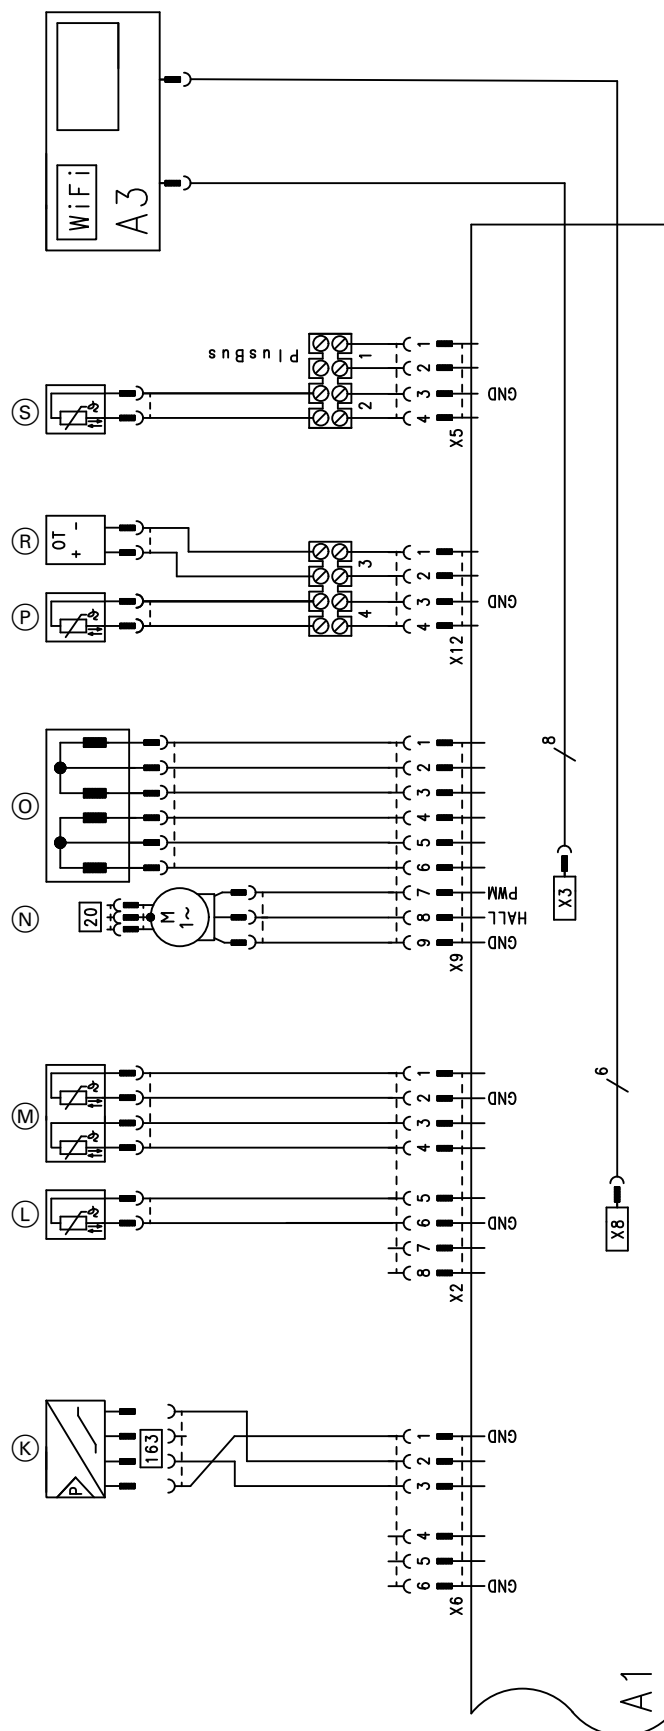 WiFi
A3
PlusBus
1
2
1
2
3
4
GND
X5
S
R
OT
+ -
P
3
4
1
2
3
4
GND
X12
O
1
2
3
4
5
6
7
8
9
PWM
HALL
GND
X9
N
20
M
1~
8
X3
M
1
2
3
4
GND
L
5
6
7
8
GND
X2
6
X8
K
P
163
1
2
3
4
5
6
GND
GND
X6
A1